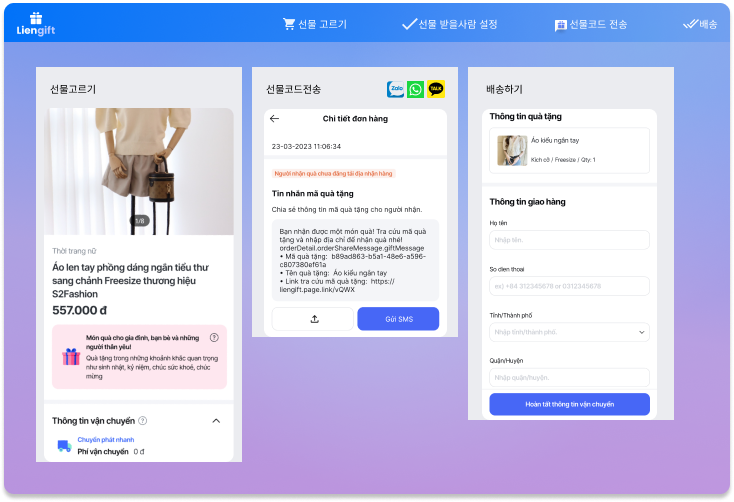 Liengift
선물 고르기
선물 받을사람 설정
선물코드 전송
배송
선물고르기
1/8
Thời trang nữ
Áo len tay phồng dáng ngắn tiểu thư
sang chảnh Freesize thương hiệu
S2Fashion
557.000 đ
Món quà cho gia đình, bạn bè và những
người thân yêu!
Quà tặng trong những khoảnh khắc quan trọng
như sinh nhật, kỷ niệm, chúc sức khoẻ, chúc
mừng
Thông tin vận chuyển
Chuyển phát nhanh
Phí vận chuyển 0 đ
선물코드전송
Zalo
TALK
Chi tiết đơn hàng
23-03-2023 11:06:34
Người nhận quà chưa đăng tải địa nhận hàng
Tin nhắn mã quà tặng
Chia sẻ thông tin mã quà tặng cho người nhận.
Bạn nhận được một món quà! Tra cứu mã quà
tặng và nhập địa chỉ để nhận quà nhé!
orderDetail.orderShareMessage.giftMessage
• Mã quà tặng: b89ad863-b5a1-48e6-a596-
c807380ef61a
• Tên quà tặng: Áo kiểu ngắn tay
• Link tra cứu mã quà tặng: https://
liengift.page.link/vQWX
Gửi SMS
배송하기
Thông tin quà tặng
Áo kiểu ngắn tay
Kích cỡ / Freesize / Qty: 1
Thông tin giao hàng
Họ tên
Nhập tên.
So dien thoai
ex) +84 312345678 or 0312345678
Tỉnh/Thành phố
Nhập tỉnh/thành phố.
Quận/Huyện
Nhập quận/huyện.
Hoàn tất thông tin vận chuyển